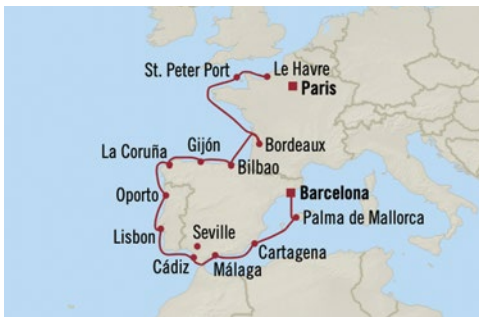 St. Peter Port
Le Havre
Paris
Bordeaux
La Coruña
Gijón
Bilbao
Oporto
Barcelona
Palma de Mallorca
Seville
Lisbon
Cartagena
Cádiz
Málaga